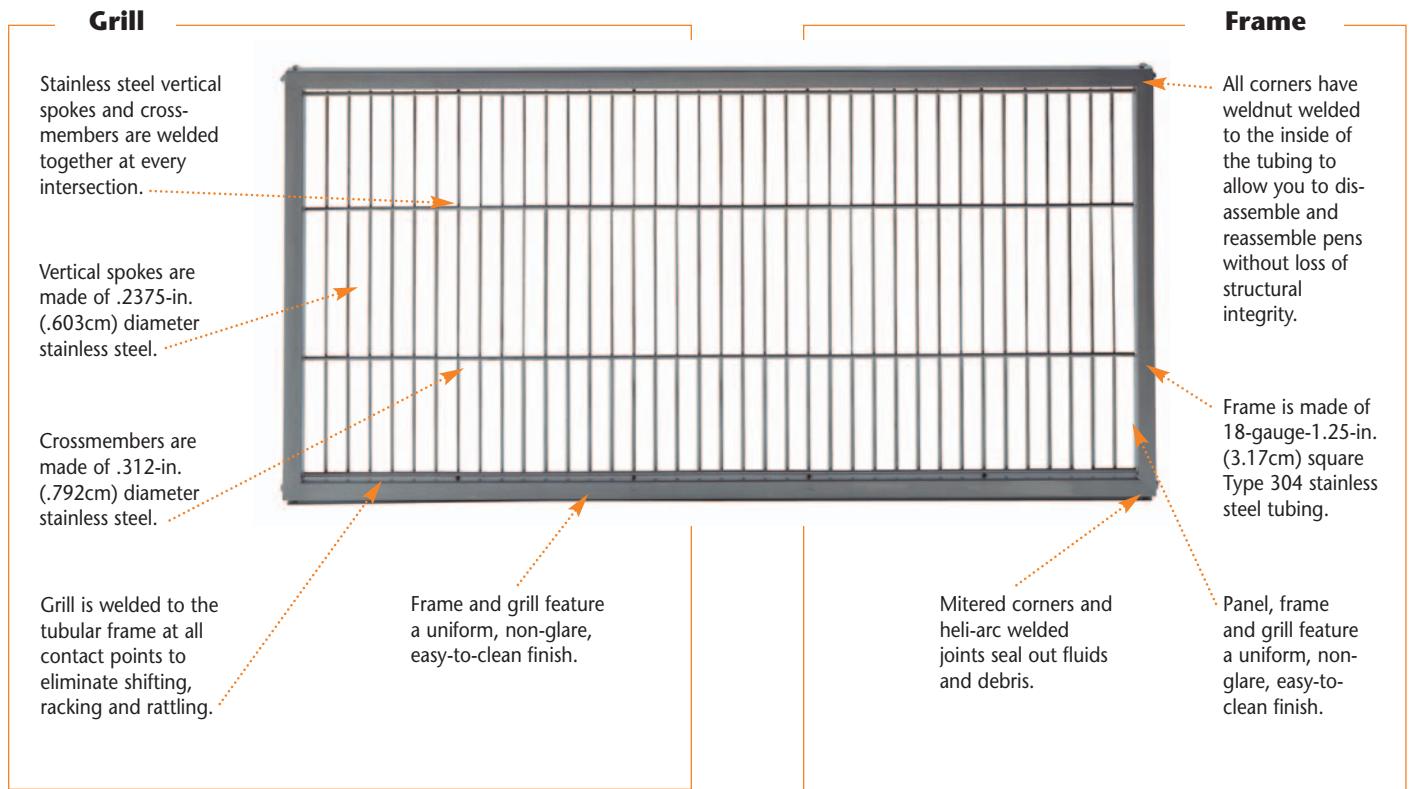 Grill
Stainless steel vertical
spokes and cross-
members are welded
together at every
intersection.
Vertical spokes are
made of .2375-in.
(.603cm) diameter
stainless steel.
Crossmembers are
made of .312-in.
(.792cm) diameter
stainless steel.
Grill is welded to the
tubular frame at all
contact points to
eliminate shifting,
racking and rattling.
Frame and grill feature
a uniform, non-glare,
easy-to-clean finish.
Frame
All corners have
weldnut welded
to the inside of
the tubing to
allow you to dis-
assemble and
reassemble pens
without loss of
structural
integrity.
Frame is made of
18-gauge-1.25-in.
(3.17cm) square
Type 304 stainless
steel tubing.
Mitered corners and
heli-arc welded
joints seal out fluids
and debris.
Panel, frame
and grill feature
a uniform, non-
glare, easy-to-
clean finish.